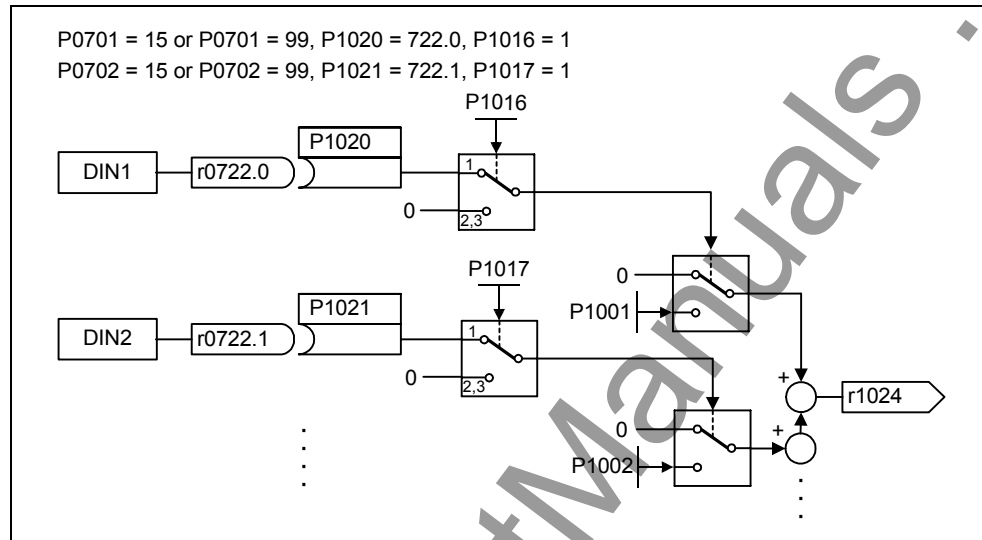 P0701 = 15 or P0701 = 99, P1020 = 722.0, P1016 = 1
P0702 = 15 or P0702 = 99, P1021 = 722.1, P1017 = 1
P1016
P1020
DIN1
r0722.0
1
0
2,3
P1017
0
P1021
P1001
DIN2
r0722.1
1
0
2,3
+
r1024
+
0
P1002
tManuals.